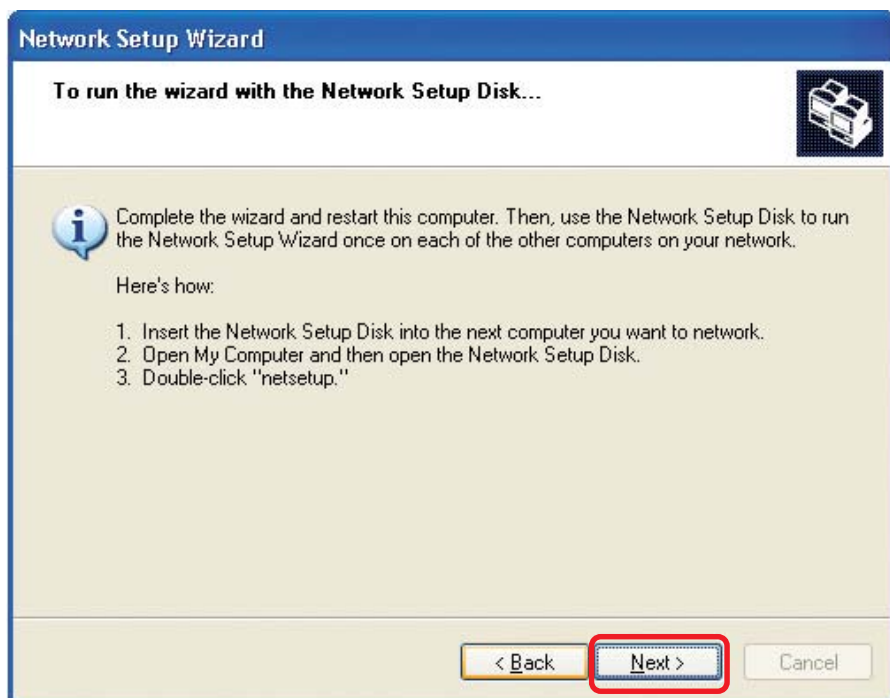 Network Setup Wizard
To run the wizard with the Network Setup Disk...
Complete the wizard and restart this computer. Then, use the Network Setup Disk to run
the Network Setup Wizard once on each of the other computers on your network.
Here's how:
1. Insert the Network Setup Disk into the next computer you want to network.
2. Open My Computer and then open the Network Setup Disk.
3. Double-click "netsetup."
< Back
Next >
Cancel